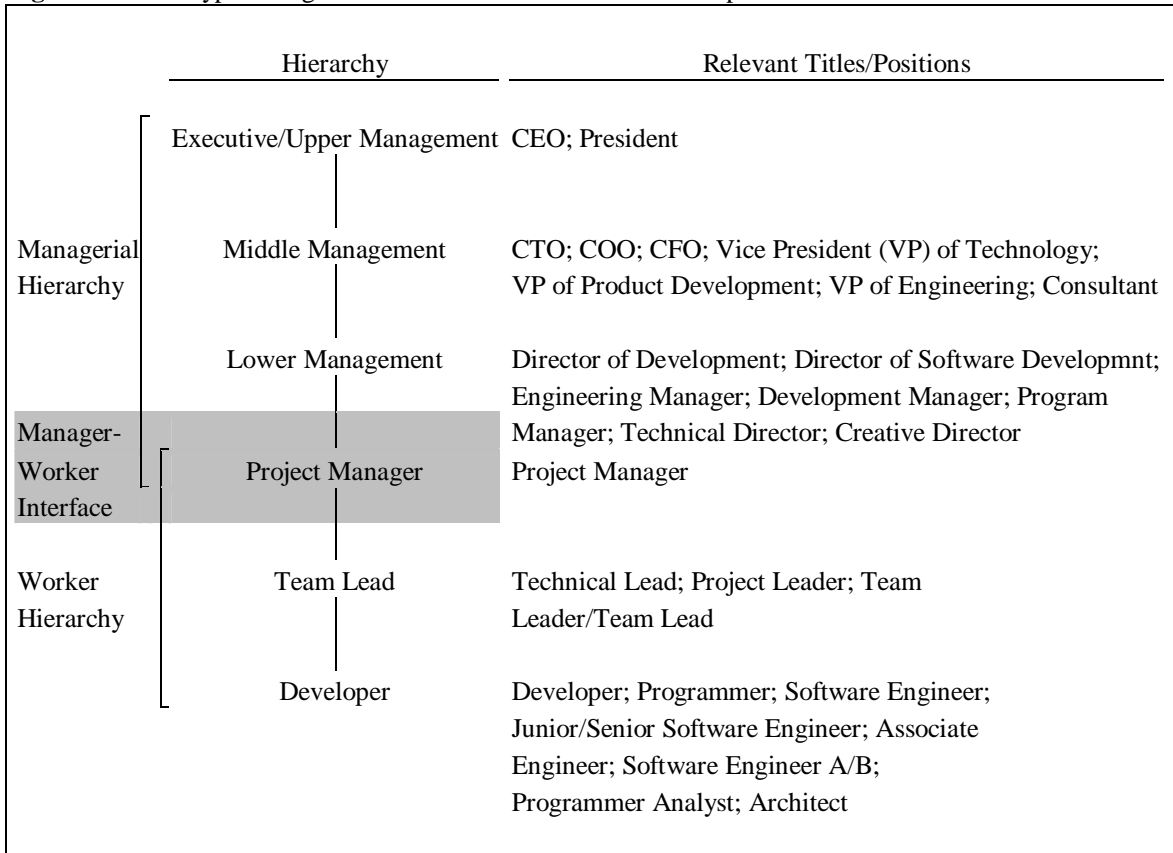 Hierarchy Relevant Titles/Positions
Executive/Upper Management CEO; President
Managerial Middle Management CTO; COO; CFO; Vice President (VP) of Technology;
Hierarchy VP of Product Development; VP of Engineering; Consultant
Lower Management Director of Development; Director of Software Developmnt;
Engineering Manager; Development Manager; Program
Manager- Manager; Technical Director; Creative Director
Worker Project Manager Project Manager
Interface
Worker Team Lead Technical Lead; Project Leader; Team
Hierarchy Leader/Team Lead
Developer Developer; Programmer; Software Engineer;
Junior/Senior Software Engineer; Associate
Engineer; Software Engineer A/B;
Programmer Analyst; Architect